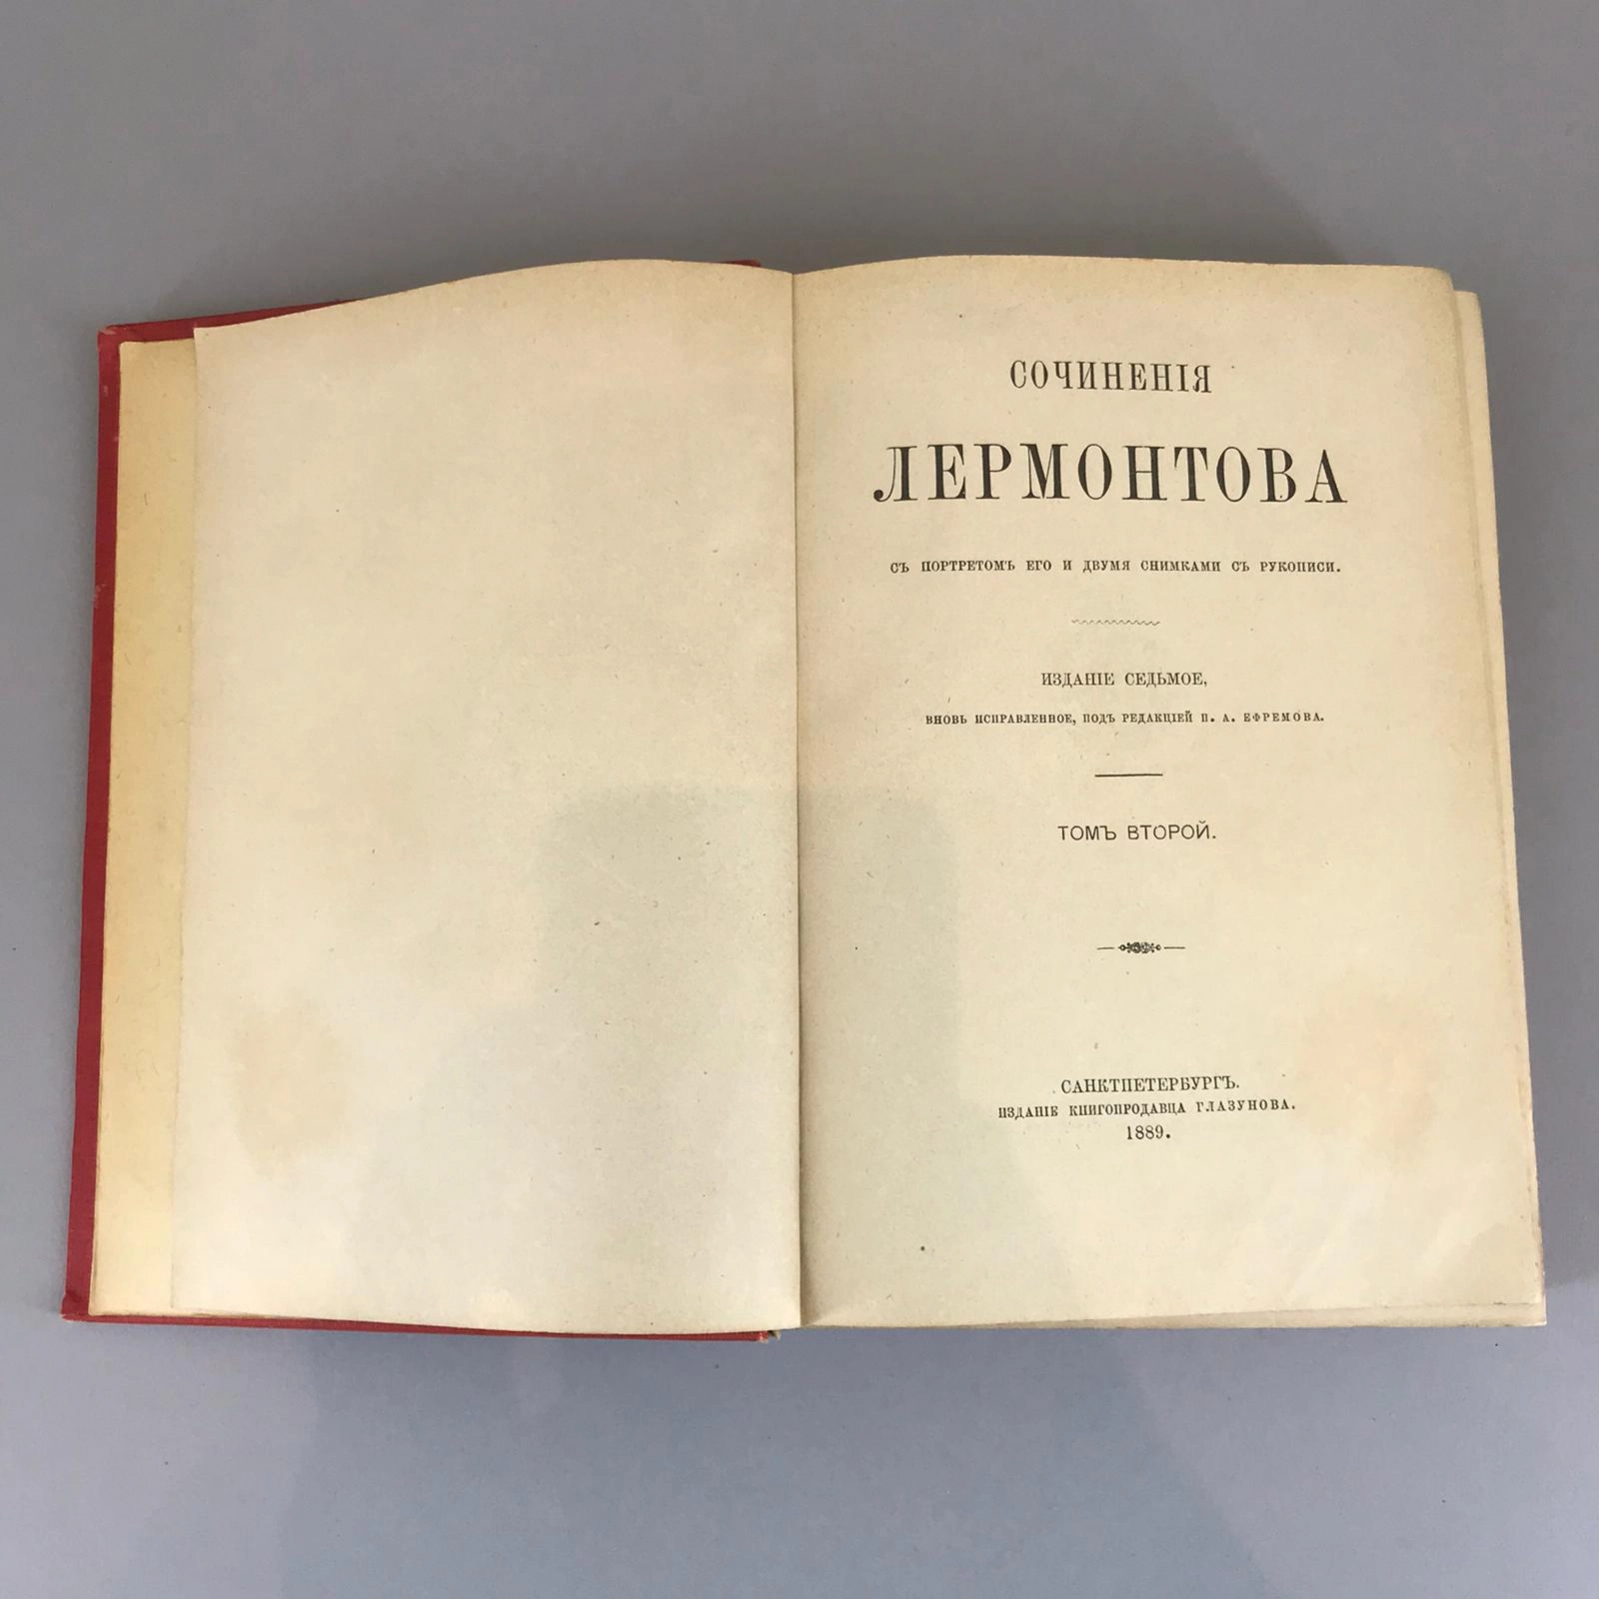 СОЧИНЕНІЯ
ЛЕРМОНТОВА
СЪ ПОРТРЕТОМЪ ЕГО И ДВУМЯ СНИМКАМИ СЪ РУКОПИСИ.
ИЗДАНІЕ СЕДЬМОЕ,
ВНОВЬ ИСПРАВЛЕННОЕ, ПОДЪ РЕДАКЦІЕЙ П. А. ЕФРЕМОВА.
ТОМЪ ВТОРОЙ.
САНКТПЕТЕРБУРГЪ.
ИЗДАНІЕ КНИГОПРОДАВЦА ГЛАЗУНОВА.
1889.